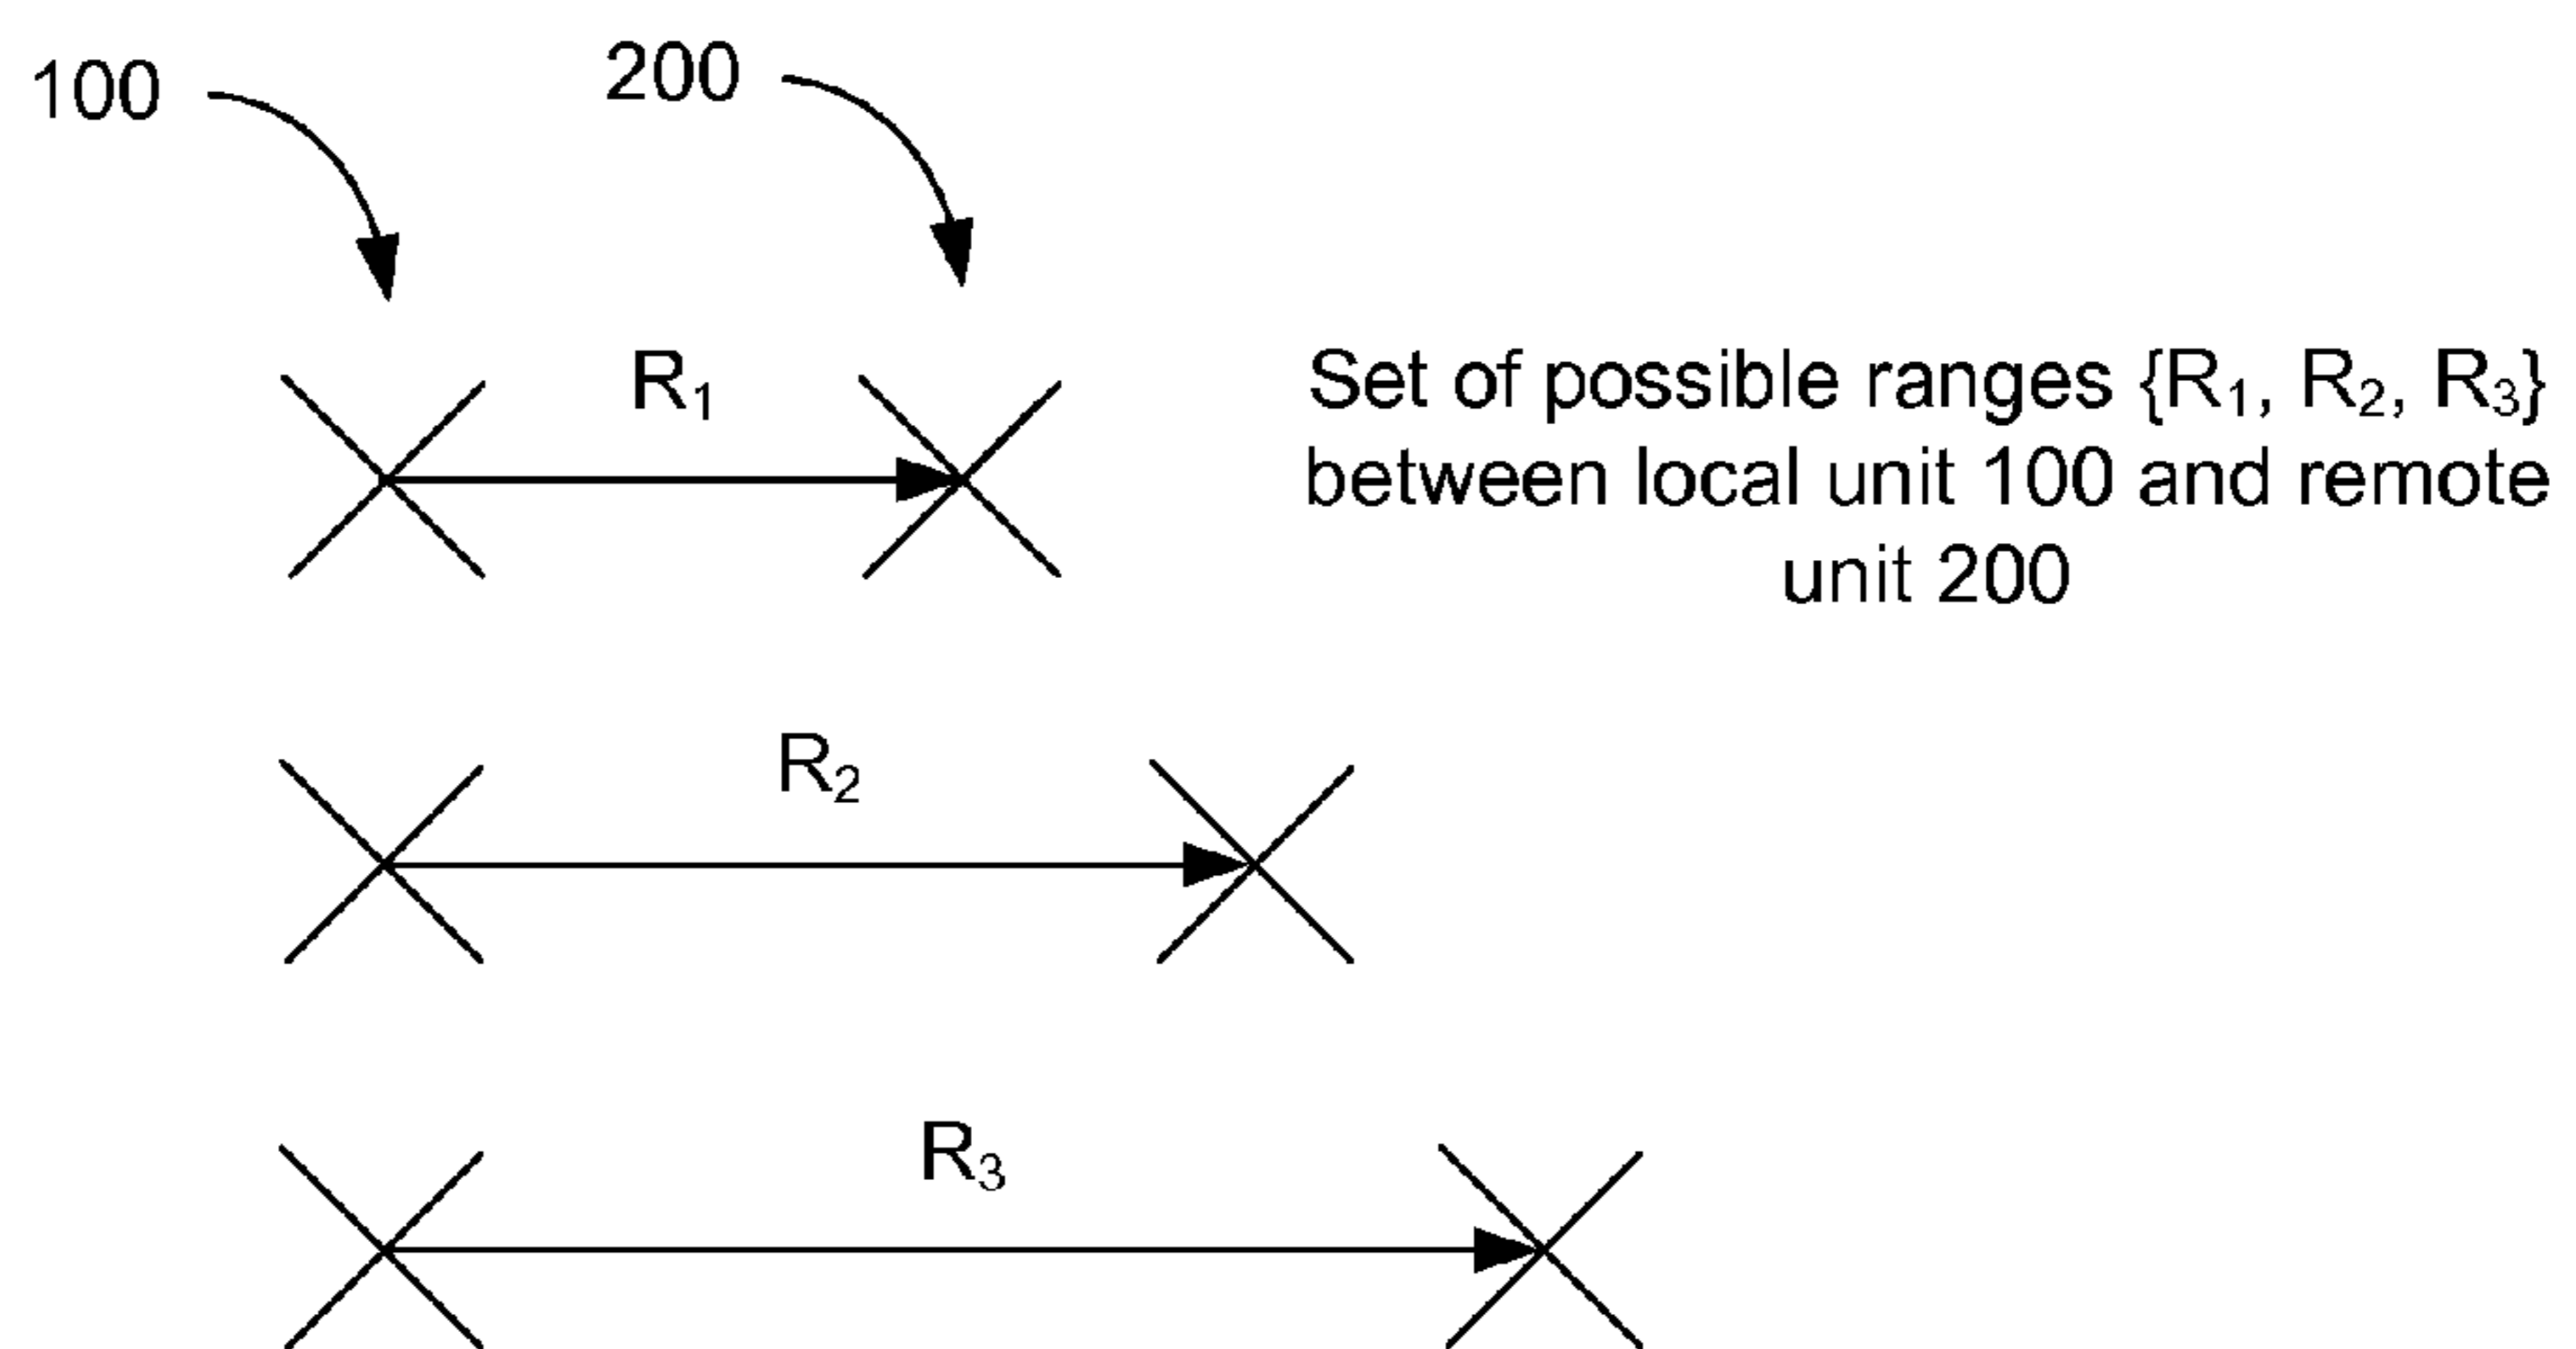 100
200
R₁
Set of possible ranges {R₁, R₂, R₃}
between local unit 100 and remote
unit 200
R₂
R₃